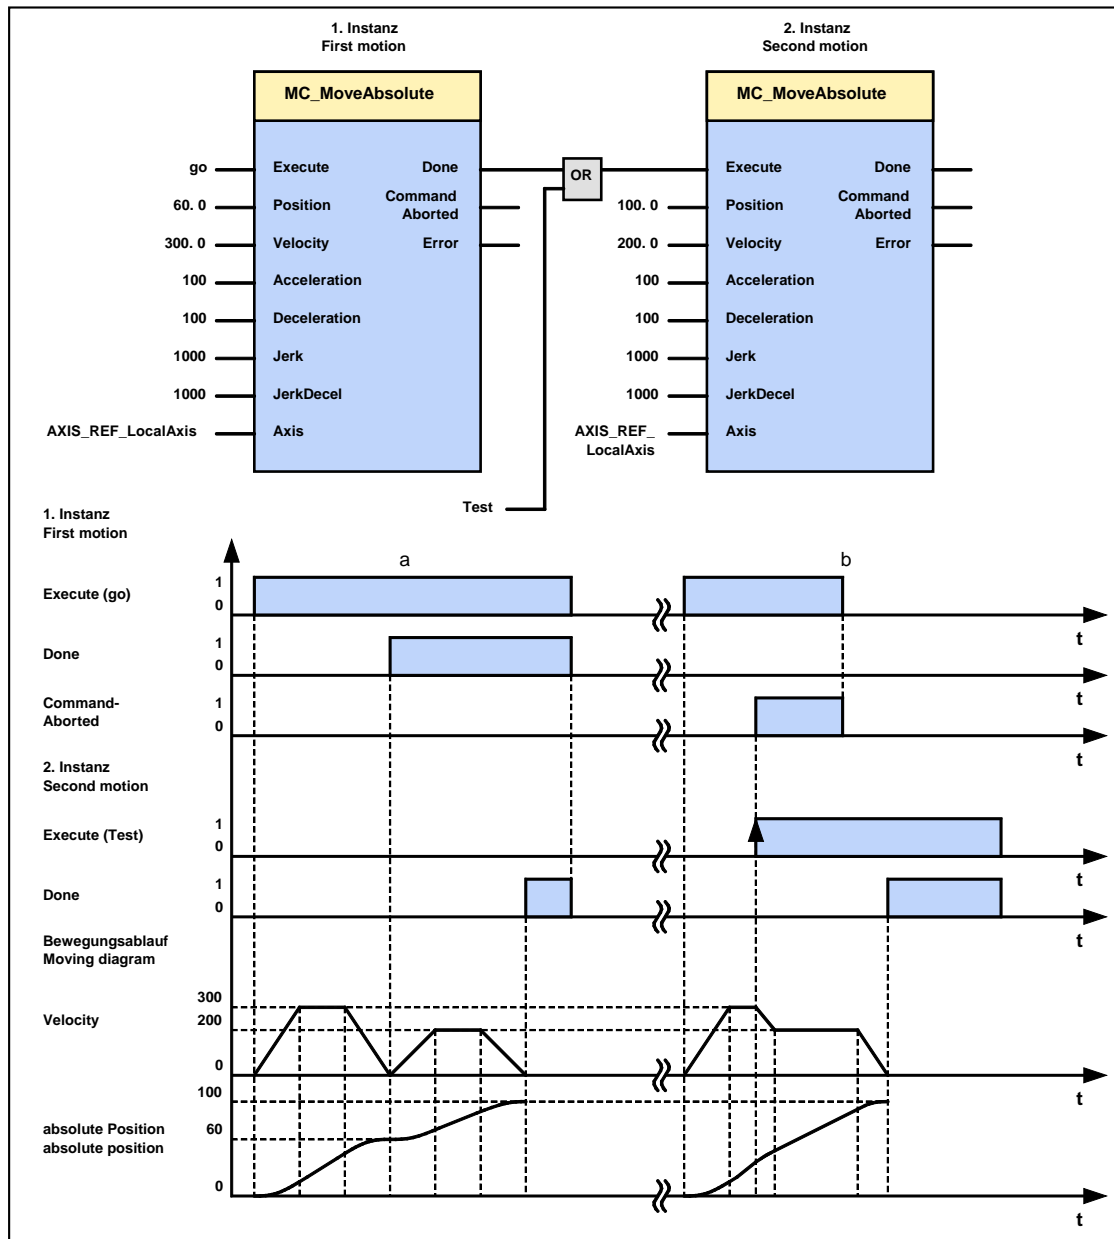 1. Instanz
First motion
2. Instanz
Second motion
MC_MoveAbsolute
MC_MoveAbsolute
go
Execute
Done
OR
Execute
Done
60. 0
Position
Command
Aborted
100. 0
Position
Command
Aborted
300. 0
Velocity
Error
200. 0
Velocity
Error
100
Acceleration
100
Acceleration
100
Deceleration
100
Deceleration
1000
Jerk
1000
Jerk
1000
JerkDecel
1000
JerkDecel
AXIS_REF_LocalAxis
Axis
AXIS_REF_
LocalAxis
Axis
Test
1. Instanz
First motion
a
b
Execute (go)
1
0
t
Done
1
0
t
Command-
Aborted
1
0
t
2. Instanz
Second motion
Execute (Test)
1
0
t
Done
1
0
t
Bewegungsablauf
Moving diagram
Velocity
300
200
0
t
absolute Position
absolute position
100
60
0
t